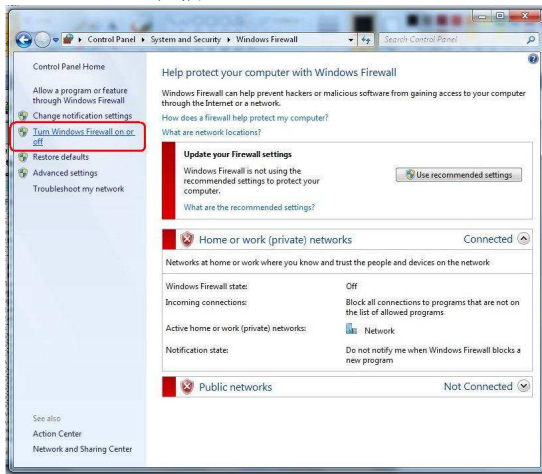 Control Panel ▸ System and Security ▸ Windows Firewall
Search Control Panel
Control Panel Home
Allow a program or feature
through Windows Firewall
Change notification settings
Turn Windows Firewall on or
off
Restore defaults
Advanced settings
Troubleshoot my network
See also
Action Center
Network and Sharing Center
Help protect your computer with Windows Firewall
Windows Firewall can help prevent hackers or malicious software from gaining access to your computer
through the Internet or a network.
How does a firewall help protect my computer?
What are network locations?
Update your Firewall settings
Windows Firewall is not using the
recommended settings to protect your
computer.
What are the recommended settings?
Use recommended settings
Home or work (private) networks Connected
Networks at home or work where you know and trust the people and devices on the network
Windows Firewall state: Off
Incoming connections: Block all connections to programs that are not on
the list of allowed programs
Active home or work (private) networks: Network
Notification state: Do not notify me when Windows Firewall blocks a
new program
Public networks Not Connected